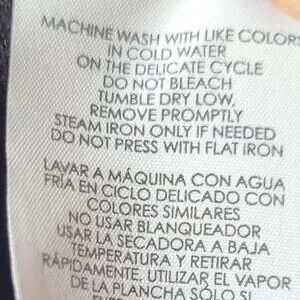 MACHINE WASH WITH LIKE COLORS
IN COLD WATER
ON THE DELICATE CYCLE
DO NOT BLEACH
TUMBLE DRY LOW,
REMOVE PROMPTLY
STEAM IRON ONLY IF NEEDED
DO NOT PRESS WITH FLAT IRON
LAVAR A MÁQUINA CON AGUA
FRÍA EN CICLO DELICADO CON
COLORES SIMILARES
NO USAR BLANQUEADOR
USAR LA SECADORA A BAJA
TEMPERATURA Y RETIRAR
RÁPIDAMENTE, UTILIZAR EL VAPOR
DE LA PLANCHA SÓLO SI